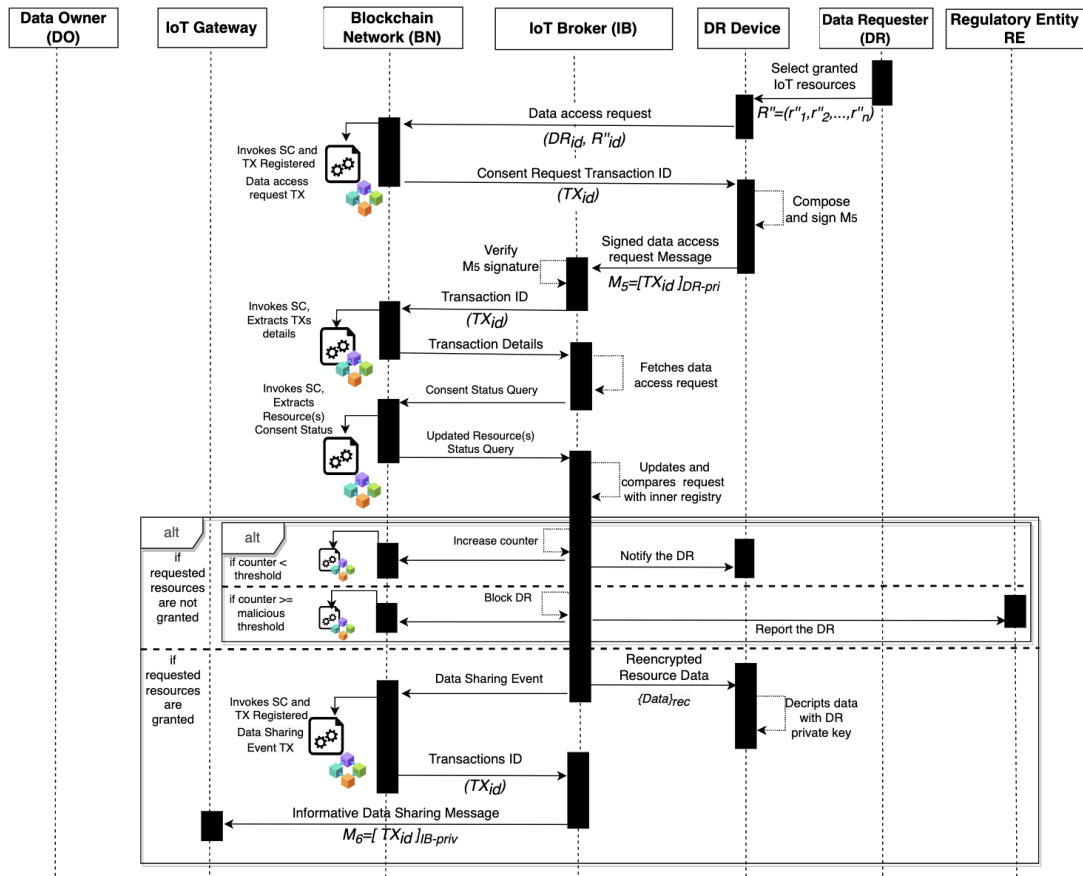 Data Owner
(DO)
IoT Gateway
Blockchain
Network (BN)
IoT Broker (IB)
DR Device
Data Requester
(DR)
Regulatory Entity
RE
Select granted
IoT resources
R"=(r"1,r"2,...,r"n)
Data access request
(DRid, R"id)
Invokes SC and
TX Registered
Data access
request TX
Consent Request Transaction ID
(TXid)
Compose
and sign M5
Signed data access
request Message
M5=[TXid ]DR-pri
Verify
M5 signature
Transaction ID
(TXid)
Invokes SC,
Extracts TXs
details
Transaction Details
Fetches data
access request
Consent Status Query
Invokes SC,
Extracts
Resource(s)
Consent Status
Updated Resource(s)
Status Query
Updates and
compares request
with inner registry
alt
if
requested
resources
are not
granted
alt
if counter <
threshold
Increase counter
Notify the DR
if counter >=
malicious
threshold
Block DR
Report the DR
if
requested
resources
are
granted
Reencrypted
Resource Data
{Data}rec
Data Sharing Event
Invokes SC and
TX Registered
Data Sharing
Event TX
Decripts data
with DR
private key
Transactions ID
(TXid)
Informative Data Sharing Message
M6=[ TXid ]IB-priv